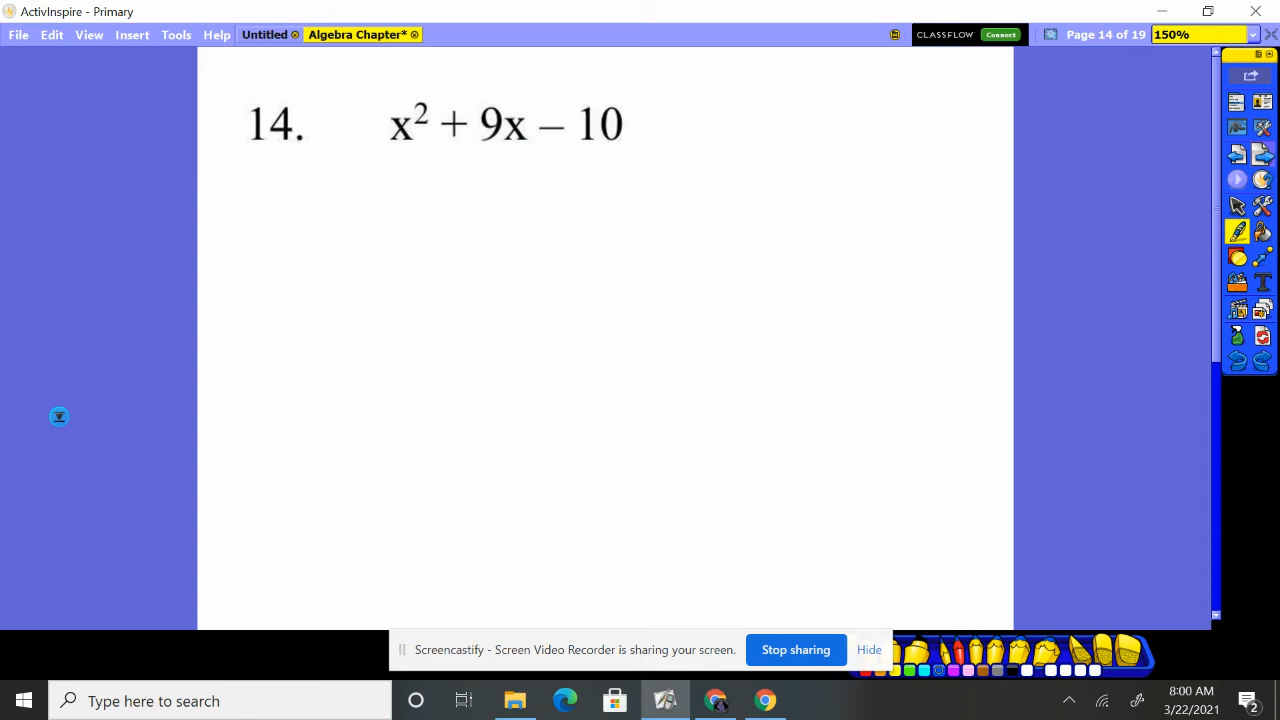 ActivInspire - Primary
File Edit View Insert Tools Help Untitled Algebra Chapter* CLASSFLOW Connect Page 14 of 19 150%
14. x² + 9x – 10
Screencastify - Screen Video Recorder is sharing your screen. Stop sharing Hide
Type here to search
8:00 AM
3/22/2021
2